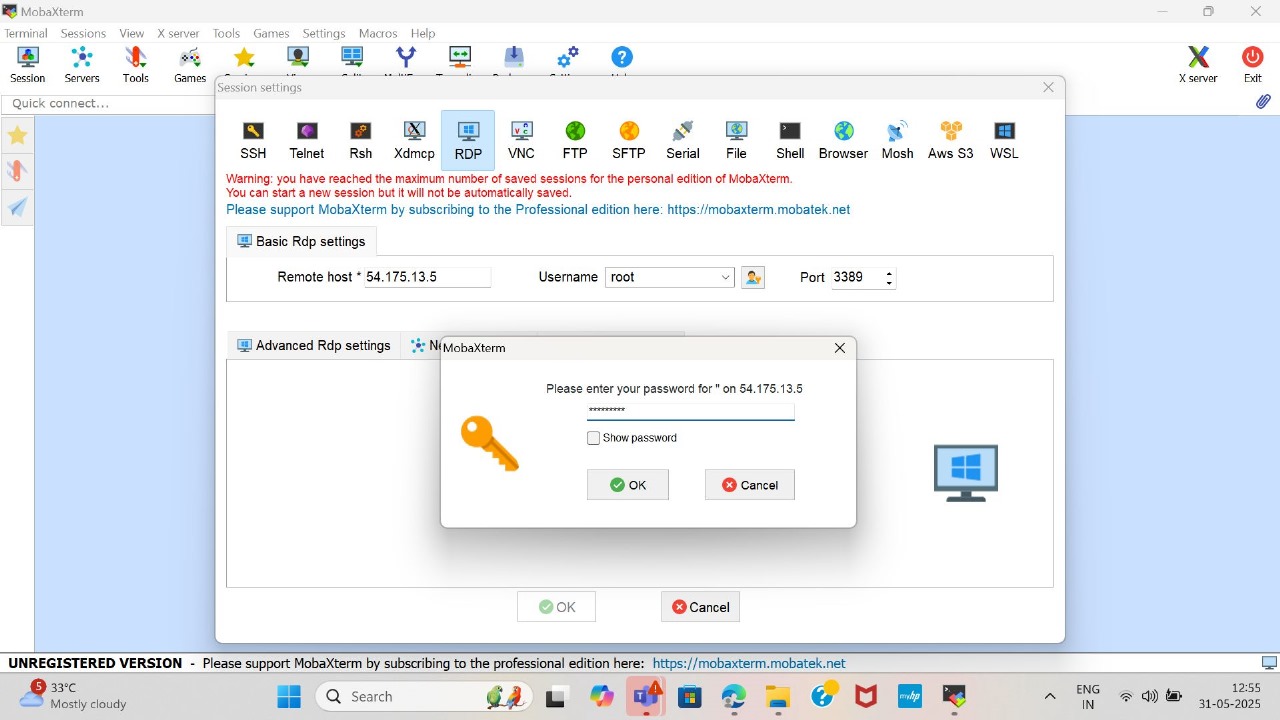 MobaXterm
Terminal Sessions View X server Tools Games Settings Macros Help
Session Servers Tools Games X server Exit
Quick connect...
Session settings
SSH Telnet Rsh Xdmcp RDP VNC FTP SFTP Serial File Shell Browser Mosh Aws S3 WSL
Warning: you have reached the maximum number of saved sessions for the personal edition of MobaXterm.
You can start a new session but it will not be automatically saved.
Please support MobaXterm by subscribing to the Professional edition here: https://mobaxterm.mobatek.net
Basic Rdp settings
Remote host * 54.175.13.5 Username root Port 3389
Advanced Rdp settings
MobaXterm
Please enter your password for '' on 54.175.13.5
*********
Show password
OK Cancel
OK Cancel
UNREGISTERED VERSION - Please support MobaXterm by subscribing to the professional edition here: https://mobaxterm.mobatek.net
5 33°C
Mostly cloudy
Search
myhp
ENG
IN
12:55
31-05-2025